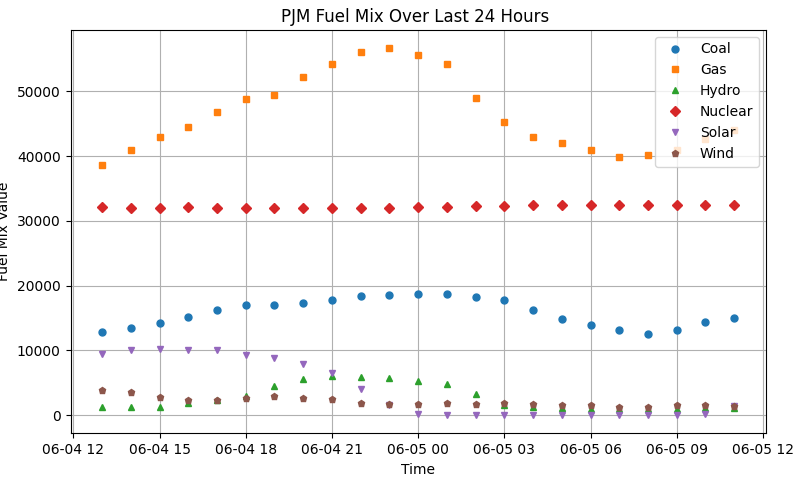 PJM Fuel Mix Over Last 24 Hours
Fuel Mix Value
50000
40000
30000
20000
10000
0
Coal
Gas
Hydro
Nuclear
Solar
Wind
06-04 12 06-04 15 06-04 18 06-04 21 06-05 00 06-05 03 06-05 06 06-05 09 06-05 12
Time